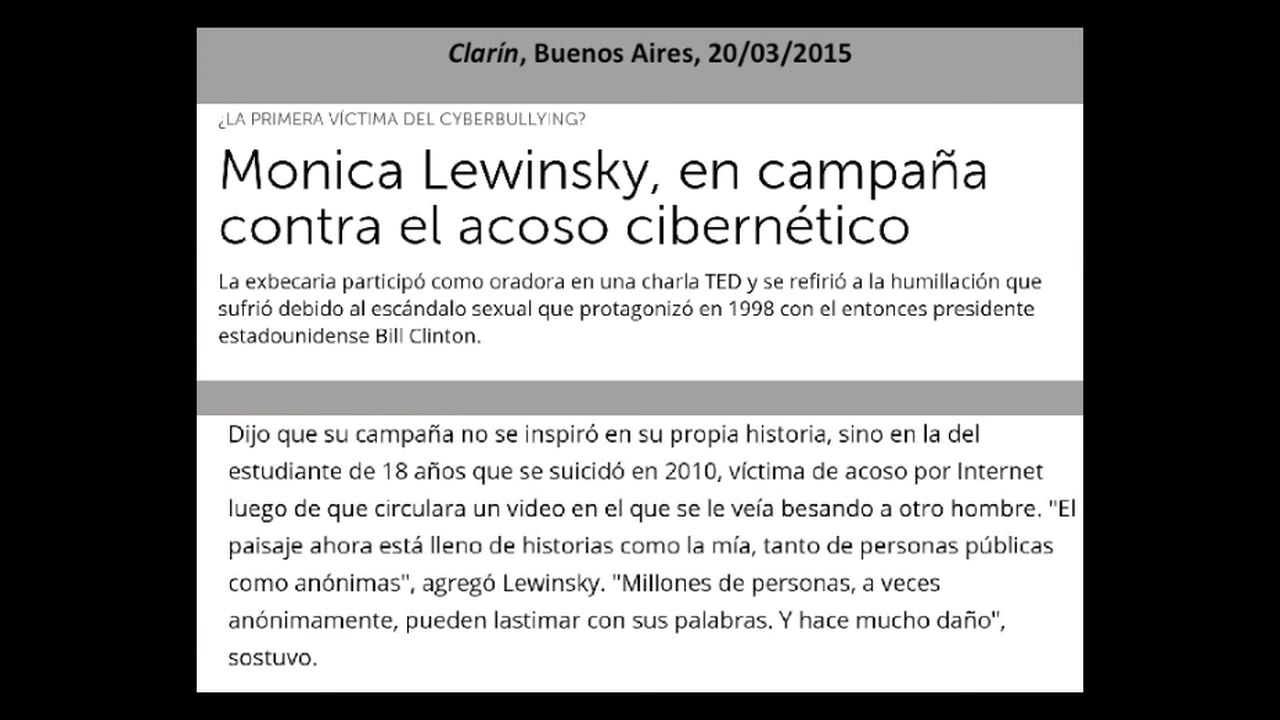 Clarín, Buenos Aires, 20/03/2015
¿LA PRIMERA VÍCTIMA DEL CYBERBULLYING?
Monica Lewinsky, en campaña
contra el acoso cibernético
La exbecaria participó como oradora en una charla TED y se refirió a la humillación que
sufrió debido al escándalo sexual que protagonizó en 1998 con el entonces presidente
estadounidense Bill Clinton.
Dijo que su campaña no se inspiró en su propia historia, sino en la del
estudiante de 18 años que se suicidó en 2010, víctima de acoso por Internet
luego de que circulara un video en el que se le veía besando a otro hombre. "El
paisaje ahora está lleno de historias como la mía, tanto de personas públicas
como anónimas", agregó Lewinsky. "Millones de personas, a veces
anónimamente, pueden lastimar con sus palabras. Y hace mucho daño",
sostuvo.